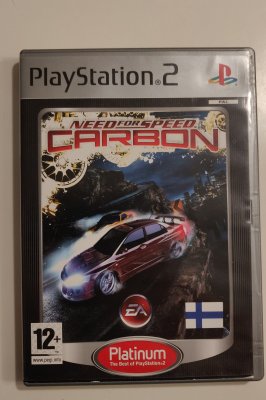 PlayStation®2
NEED FOR SPEED
CARBON
EA
12+
www.pegi.info
Platinum
The Best of PlayStation®2